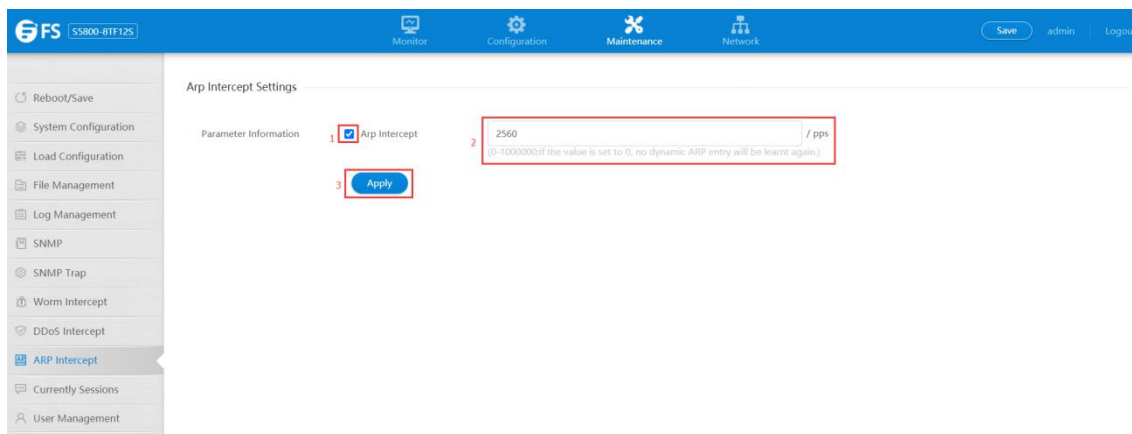 FS S5800-8TF12S
Monitor Configuration Maintenance Network
Save admin Logou
Arp Intercept Settings
Reboot/Save
System Configuration
Load Configuration
File Management
Log Management
SNMP
SNMP Trap
Worm Intercept
DDoS Intercept
ARP Intercept
Currently Sessions
User Management
Parameter Information 1 Arp Intercept 2 2560 / pps
(0-1000000;if the value is set to 0, no dynamic ARP entry will be learnt again.)
3 Apply